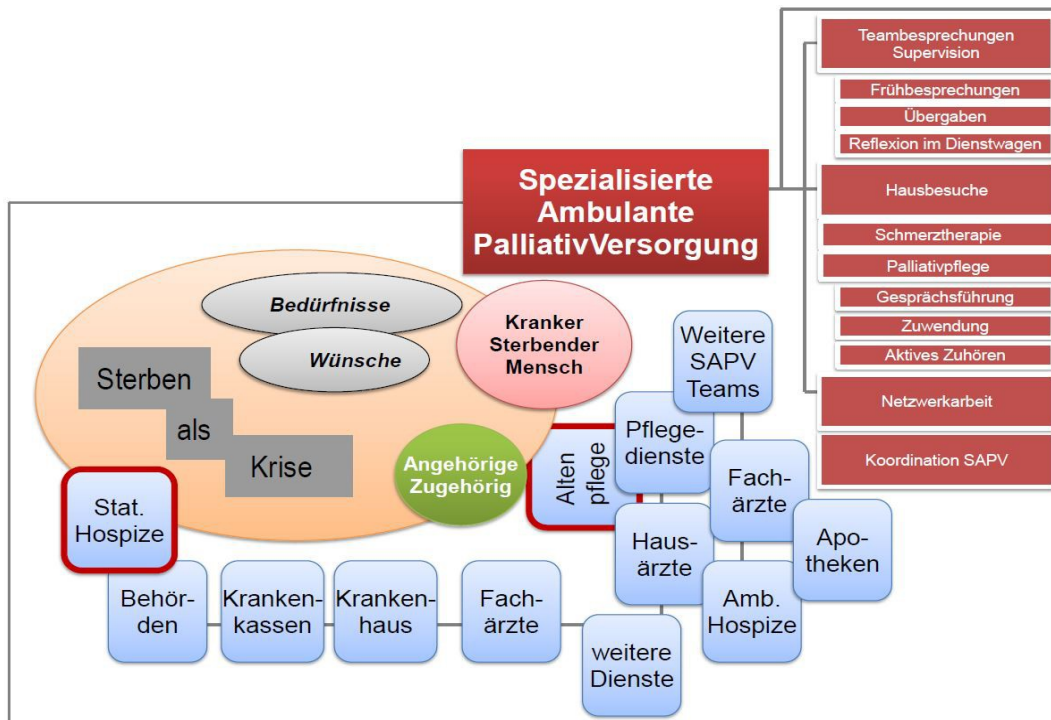 Spezialisierte
Ambulante
PalliativVersorgung
Teambesprechungen
Supervision
Frühbesprechungen
Übergaben
Reflexion im Dienstwagen
Hausbesuche
Schmerztherapie
Palliativpflege
Gesprächsführung
Zuwendung
Aktives Zuhören
Netzwerkarbeit
Koordination SAPV
Bedürfnisse
Wünsche
Kranker
Sterbender
Mensch
Sterben
als
Krise
Angehörige
Zugehörig
Weitere
SAPV
Teams
Pflege-
dienste
Alten
pflege
Fach-
ärzte
Apo-
theken
Haus-
ärzte
Amb.
Hospize
Stat.
Hospize
Behör-
den
Kranken-
kassen
Kranken-
haus
Fach-
ärzte
weitere
Dienste